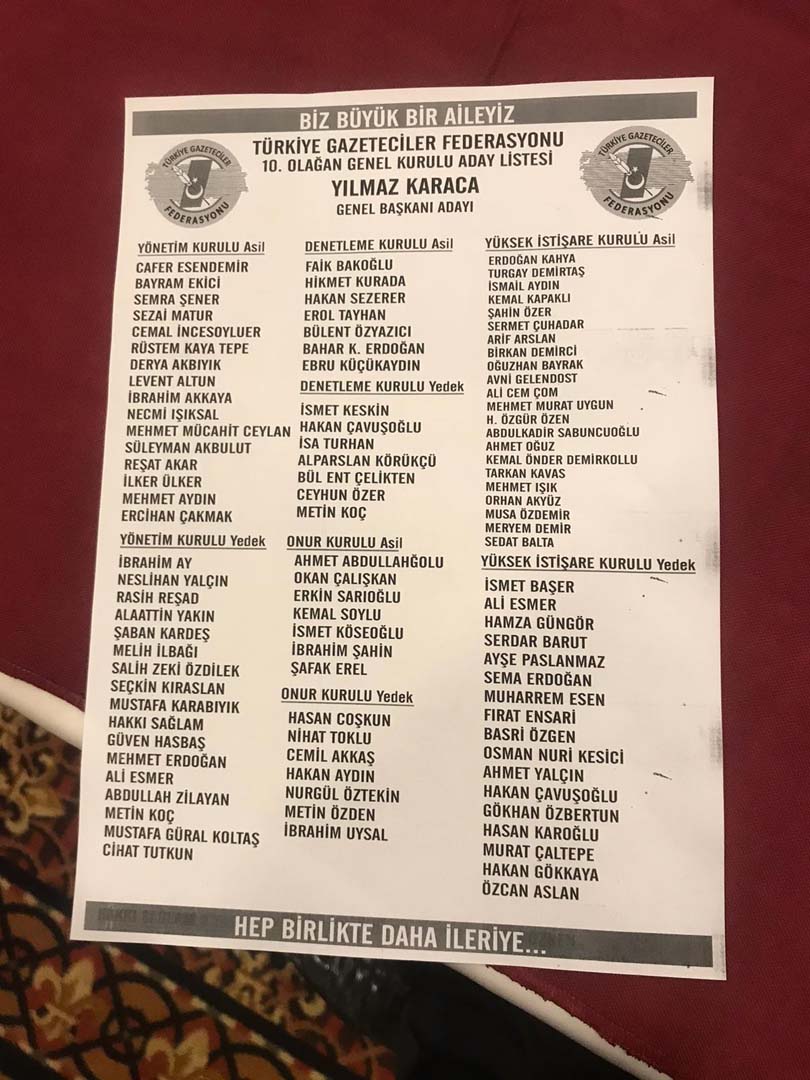 BİZ BÜYÜK BİR AİLEYİZ
TÜRKİYE GAZETECİLER FEDERASYONU
10. OLAĞAN GENEL KURULU ADAY LİSTESİ
YILMAZ KARACA
GENEL BAŞKANI ADAYI
TÜRKİYE GAZETECİLER
FEDERASYONU
TÜRKİYE GAZETECİLER
FEDERASYONU
YÖNETİM KURULU Asil
CAFER ESENDEMİR
BAYRAM EKİCİ
SEMRA ŞENER
SEZAİ MATUR
CEMAL İNCESOYLUER
RÜSTEM KAYA TEPE
DERYA AKBIYIK
LEVENT ALTUN
İBRAHİM AKKAYA
NECMİ IŞIKSAL
MEHMET MÜCAHİT CEYLAN
SÜLEYMAN AKBULUT
REŞAT AKAR
İLKER ÜLKER
MEHMET AYDIN
ERCİHAN ÇAKMAK
YÖNETİM KURULU Yedek
İBRAHİM AY
NESLİHAN YALÇIN
RASİH REŞAD
ALAATTİN YAKIN
ŞABAN KARDEŞ
MELİH İLBAĞI
SALİH ZEKİ ÖZDİLEK
SEÇKİN KIRASLAN
MUSTAFA KARABIYIK
HAKKI SAĞLAM
GÜVEN HASBAŞ
MEHMET ERDOĞAN
ALİ ESMER
ABDULLAH ZİLAYAN
METİN KOÇ
MUSTAFA GÜRAL KOLTAŞ
CİHAT TUTKUN
DENETLEME KURULU Asil
FAİK BAKOĞLU
HİKMET KURADA
HAKAN SEZERER
EROL TAYHAN
BÜLENT ÖZYAZICI
BAHAR K. ERDOĞAN
EBRU KÜÇÜKAYDIN
DENETLEME KURULU Yedek
İSMET KESKİN
HAKAN ÇAVUŞOĞLU
İSA TURHAN
ALPARSLAN KÖRÜKÇÜ
BÜL ENT ÇELİKTEN
CEYHUN ÖZER
METİN KOÇ
ONUR KURULU Asil
AHMET ABDULLAHĞOLU
OKAN ÇALIŞKAN
ERKİN SARIOĞLU
KEMAL SOYLU
İSMET KÖSEOĞLU
İBRAHİM ŞAHİN
ŞAFAK EREL
ONUR KURULU Yedek
HASAN COŞKUN
NİHAT TOKLU
CEMİL AKKAŞ
HAKAN AYDIN
NURGÜL ÖZTEKİN
METİN ÖZDEN
İBRAHİM UYSAL
YÜKSEK İSTİŞARE KURULU Asil
ERDOĞAN KAHYA
TURGAY DEMİRTAŞ
İSMAİL AYDIN
KEMAL KAPAKLI
ŞAHİN ÖZER
SERMET ÇUHADAR
ARİF ARSLAN
BİRKAN DEMİRCİ
OĞUZHAN BAYRAK
AVNİ GELENDOST
ALİ CEM ÇOM
MEHMET MURAT UYGUN
H. ÖZGÜR ÖZEN
ABDULKADİR SABUNCUOĞLU
AHMET OĞUZ
KEMAL ÖNDER DEMİRKOLLU
TARKAN KAVAS
MEHMET IŞIK
ORHAN AKYÜZ
MUSA ÖZDEMİR
MERYEM DEMİR
SEDAT BALTA
YÜKSEK İSTİŞARE KURULU Yedek
İSMET BAŞER
ALİ ESMER
HAMZA GÜNGÖR
SERDAR BARUT
AYŞE PASLANMAZ
SEMA ERDOĞAN
MUHARREM ESEN
FIRAT ENSARİ
BASRİ ÖZGEN
OSMAN NURİ KESİCİ
AHMET YALÇIN
HAKAN ÇAVUŞOĞLU
GÖKHAN ÖZBERTUN
HASAN KAROĞLU
MURAT ÇALTEPE
HAKAN GÖKKAYA
ÖZCAN ASLAN
HEP BİRLİKTE DAHA İLERİYE...